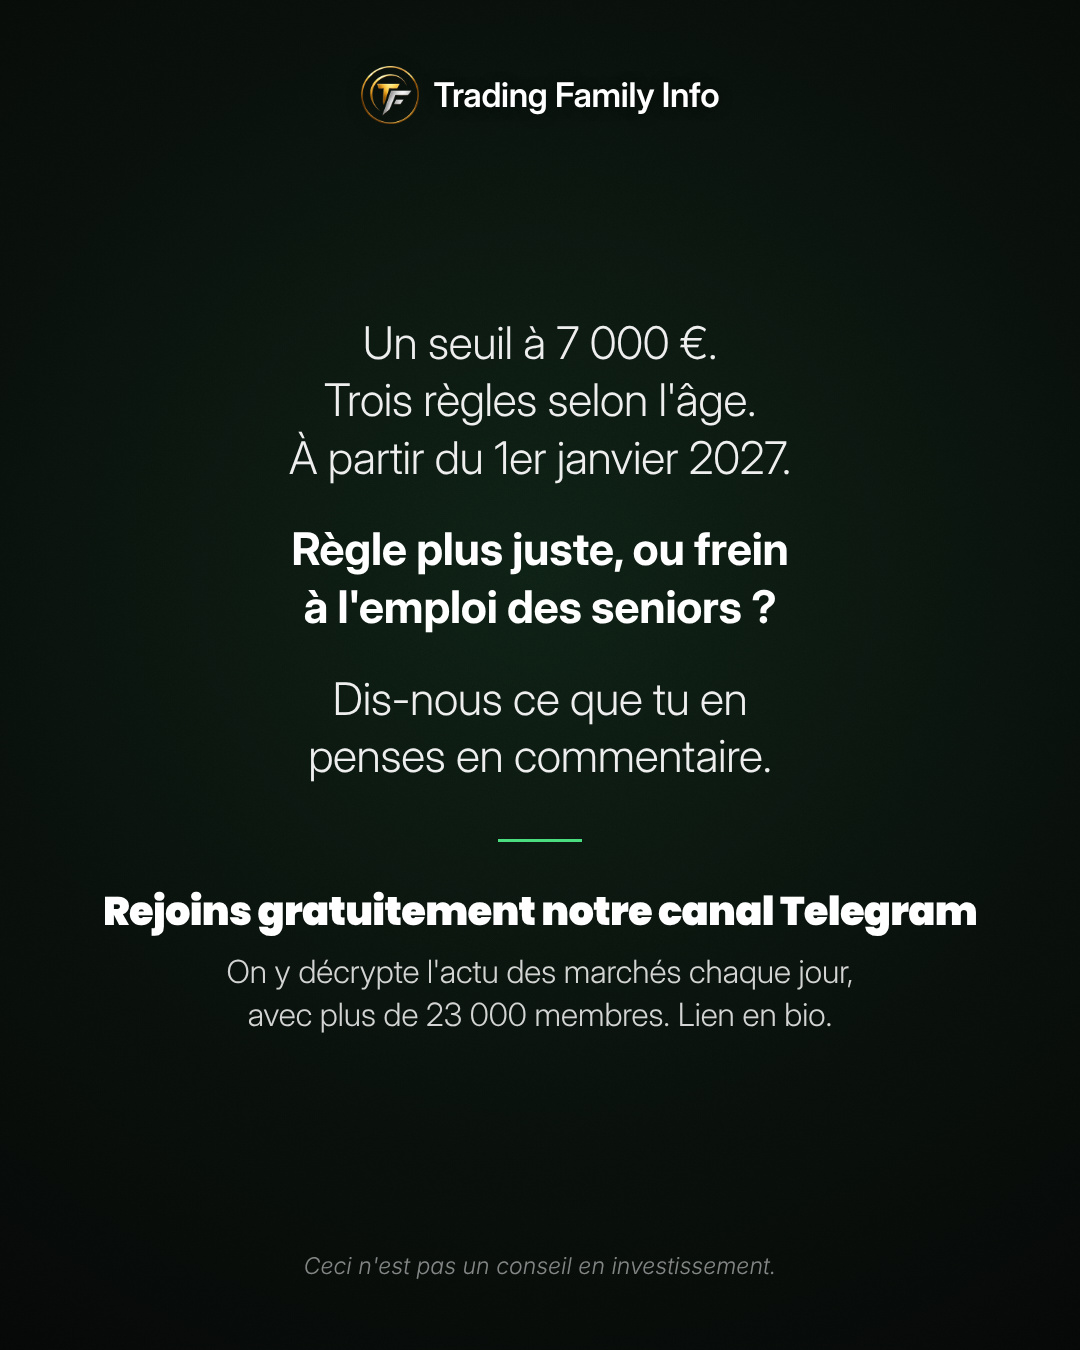 TF Trading Family Info
Un seuil à 7 000 €.
Trois règles selon l'âge.
À partir du 1er janvier 2027.
Règle plus juste, ou frein
à l'emploi des seniors ?
Dis-nous ce que tu en
penses en commentaire.
Rejoins gratuitement notre canal Telegram
On y décrypte l'actu des marchés chaque jour,
avec plus de 23 000 membres. Lien en bio.
Ceci n'est pas un conseil en investissement.